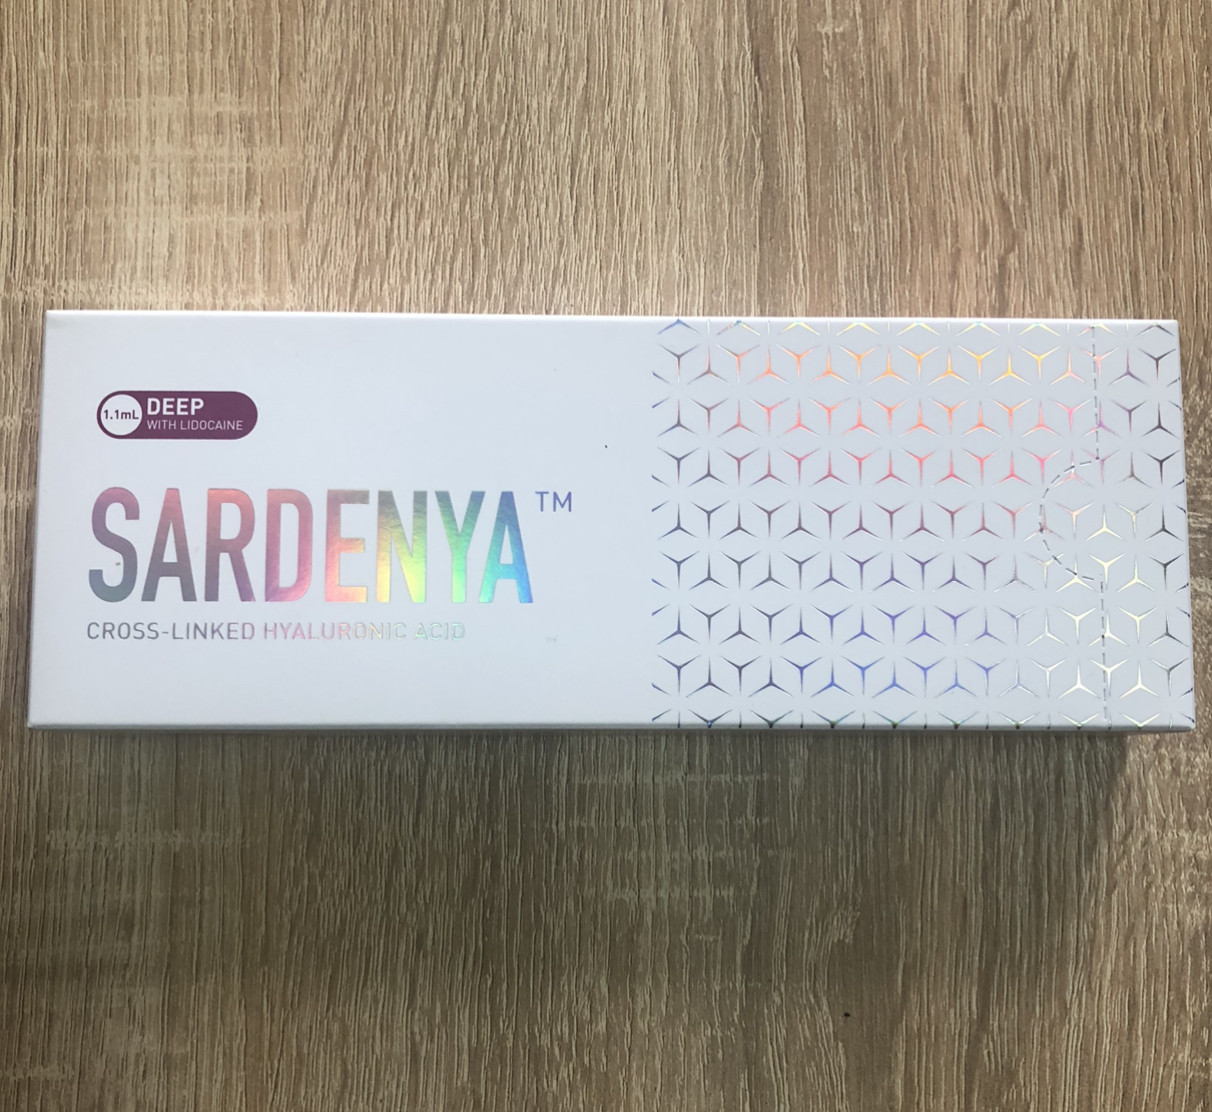 1.1mL DEEP
WITH LIDOCAINE
SARDENYA™
CROSS-LINKED HYALURONIC ACID